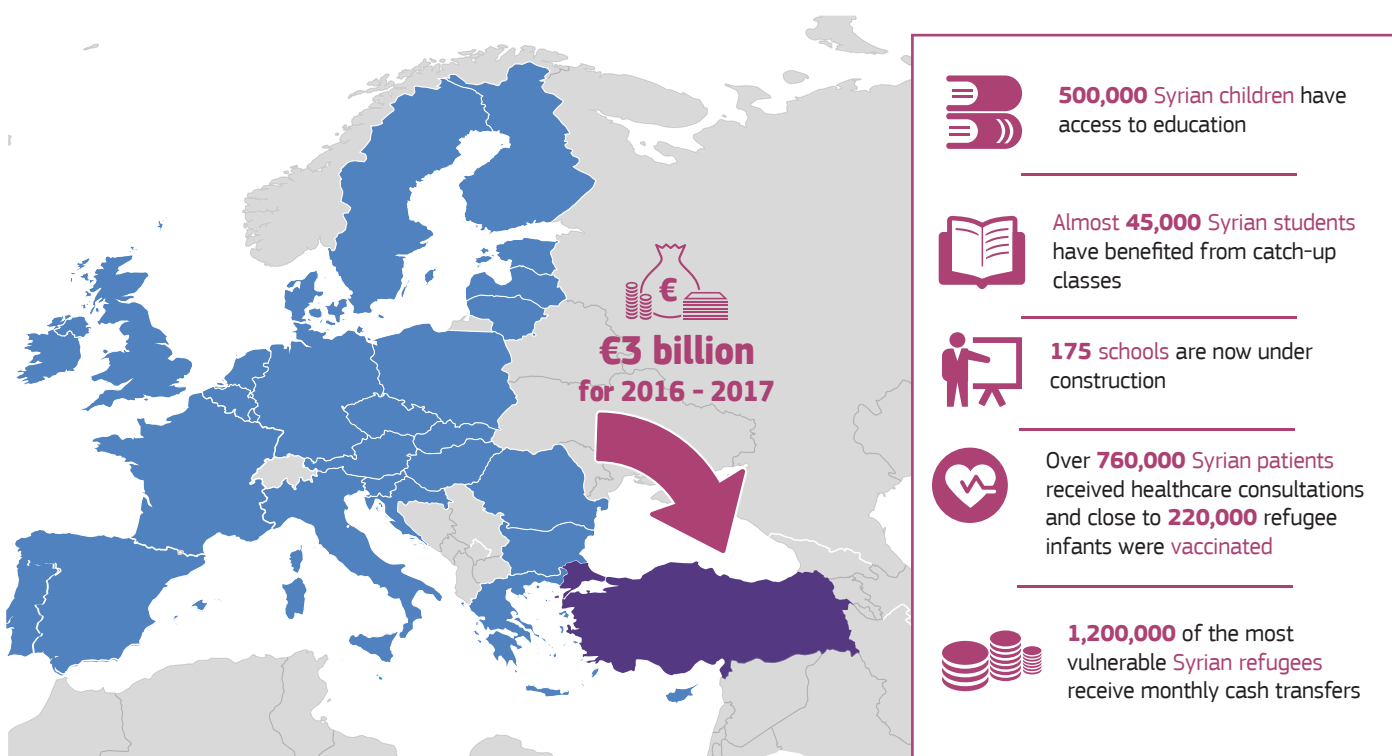 €
€3 billion
for 2016 - 2017
500,000 Syrian children have
access to education
Almost 45,000 Syrian students
have benefited from catch-up
classes
175 schools are now under
construction
Over 760,000 Syrian patients
received healthcare consultations
and close to 220,000 refugee
infants were vaccinated
1,200,000 of the most
vulnerable Syrian refugees
receive monthly cash transfers